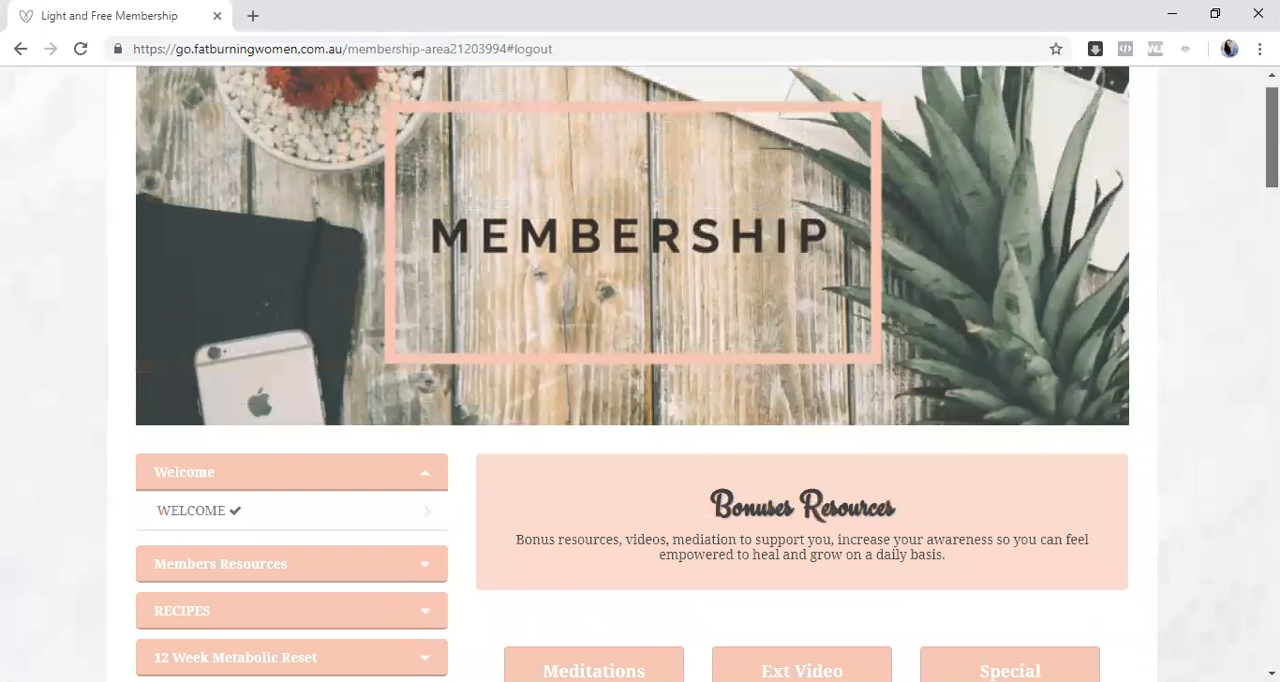 Light and Free Membership
https://go.fatburningwomen.com.au/membership-area21203994#logout
MEMBERSHIP
Welcome
WELCOME
Members Resources
RECIPES
12 Week Metabolic Reset
Bonuses Resources
Bonus resources, videos, mediation to support you, increase your awareness so you can feel
empowered to heal and grow on a daily basis.
Meditations
Ext Video
Special